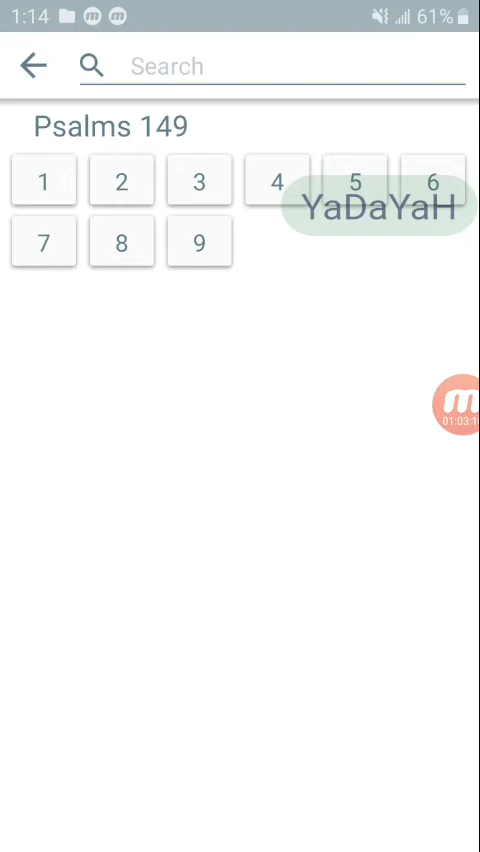 1:14 61%
Search
Psalms 149
1 2 3 4 5 6
YaDaYaH
7 8 9
m
01:03:1